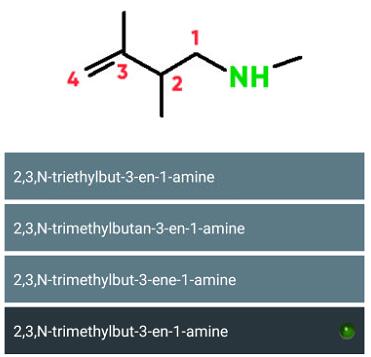 1
4
3
2
NH
2,3,N-triethylbut-3-en-1-amine
2,3,N-trimethylbutan-3-en-1-amine
2,3,N-trimethylbut-3-ene-1-amine
2,3,N-trimethylbut-3-en-1-amine